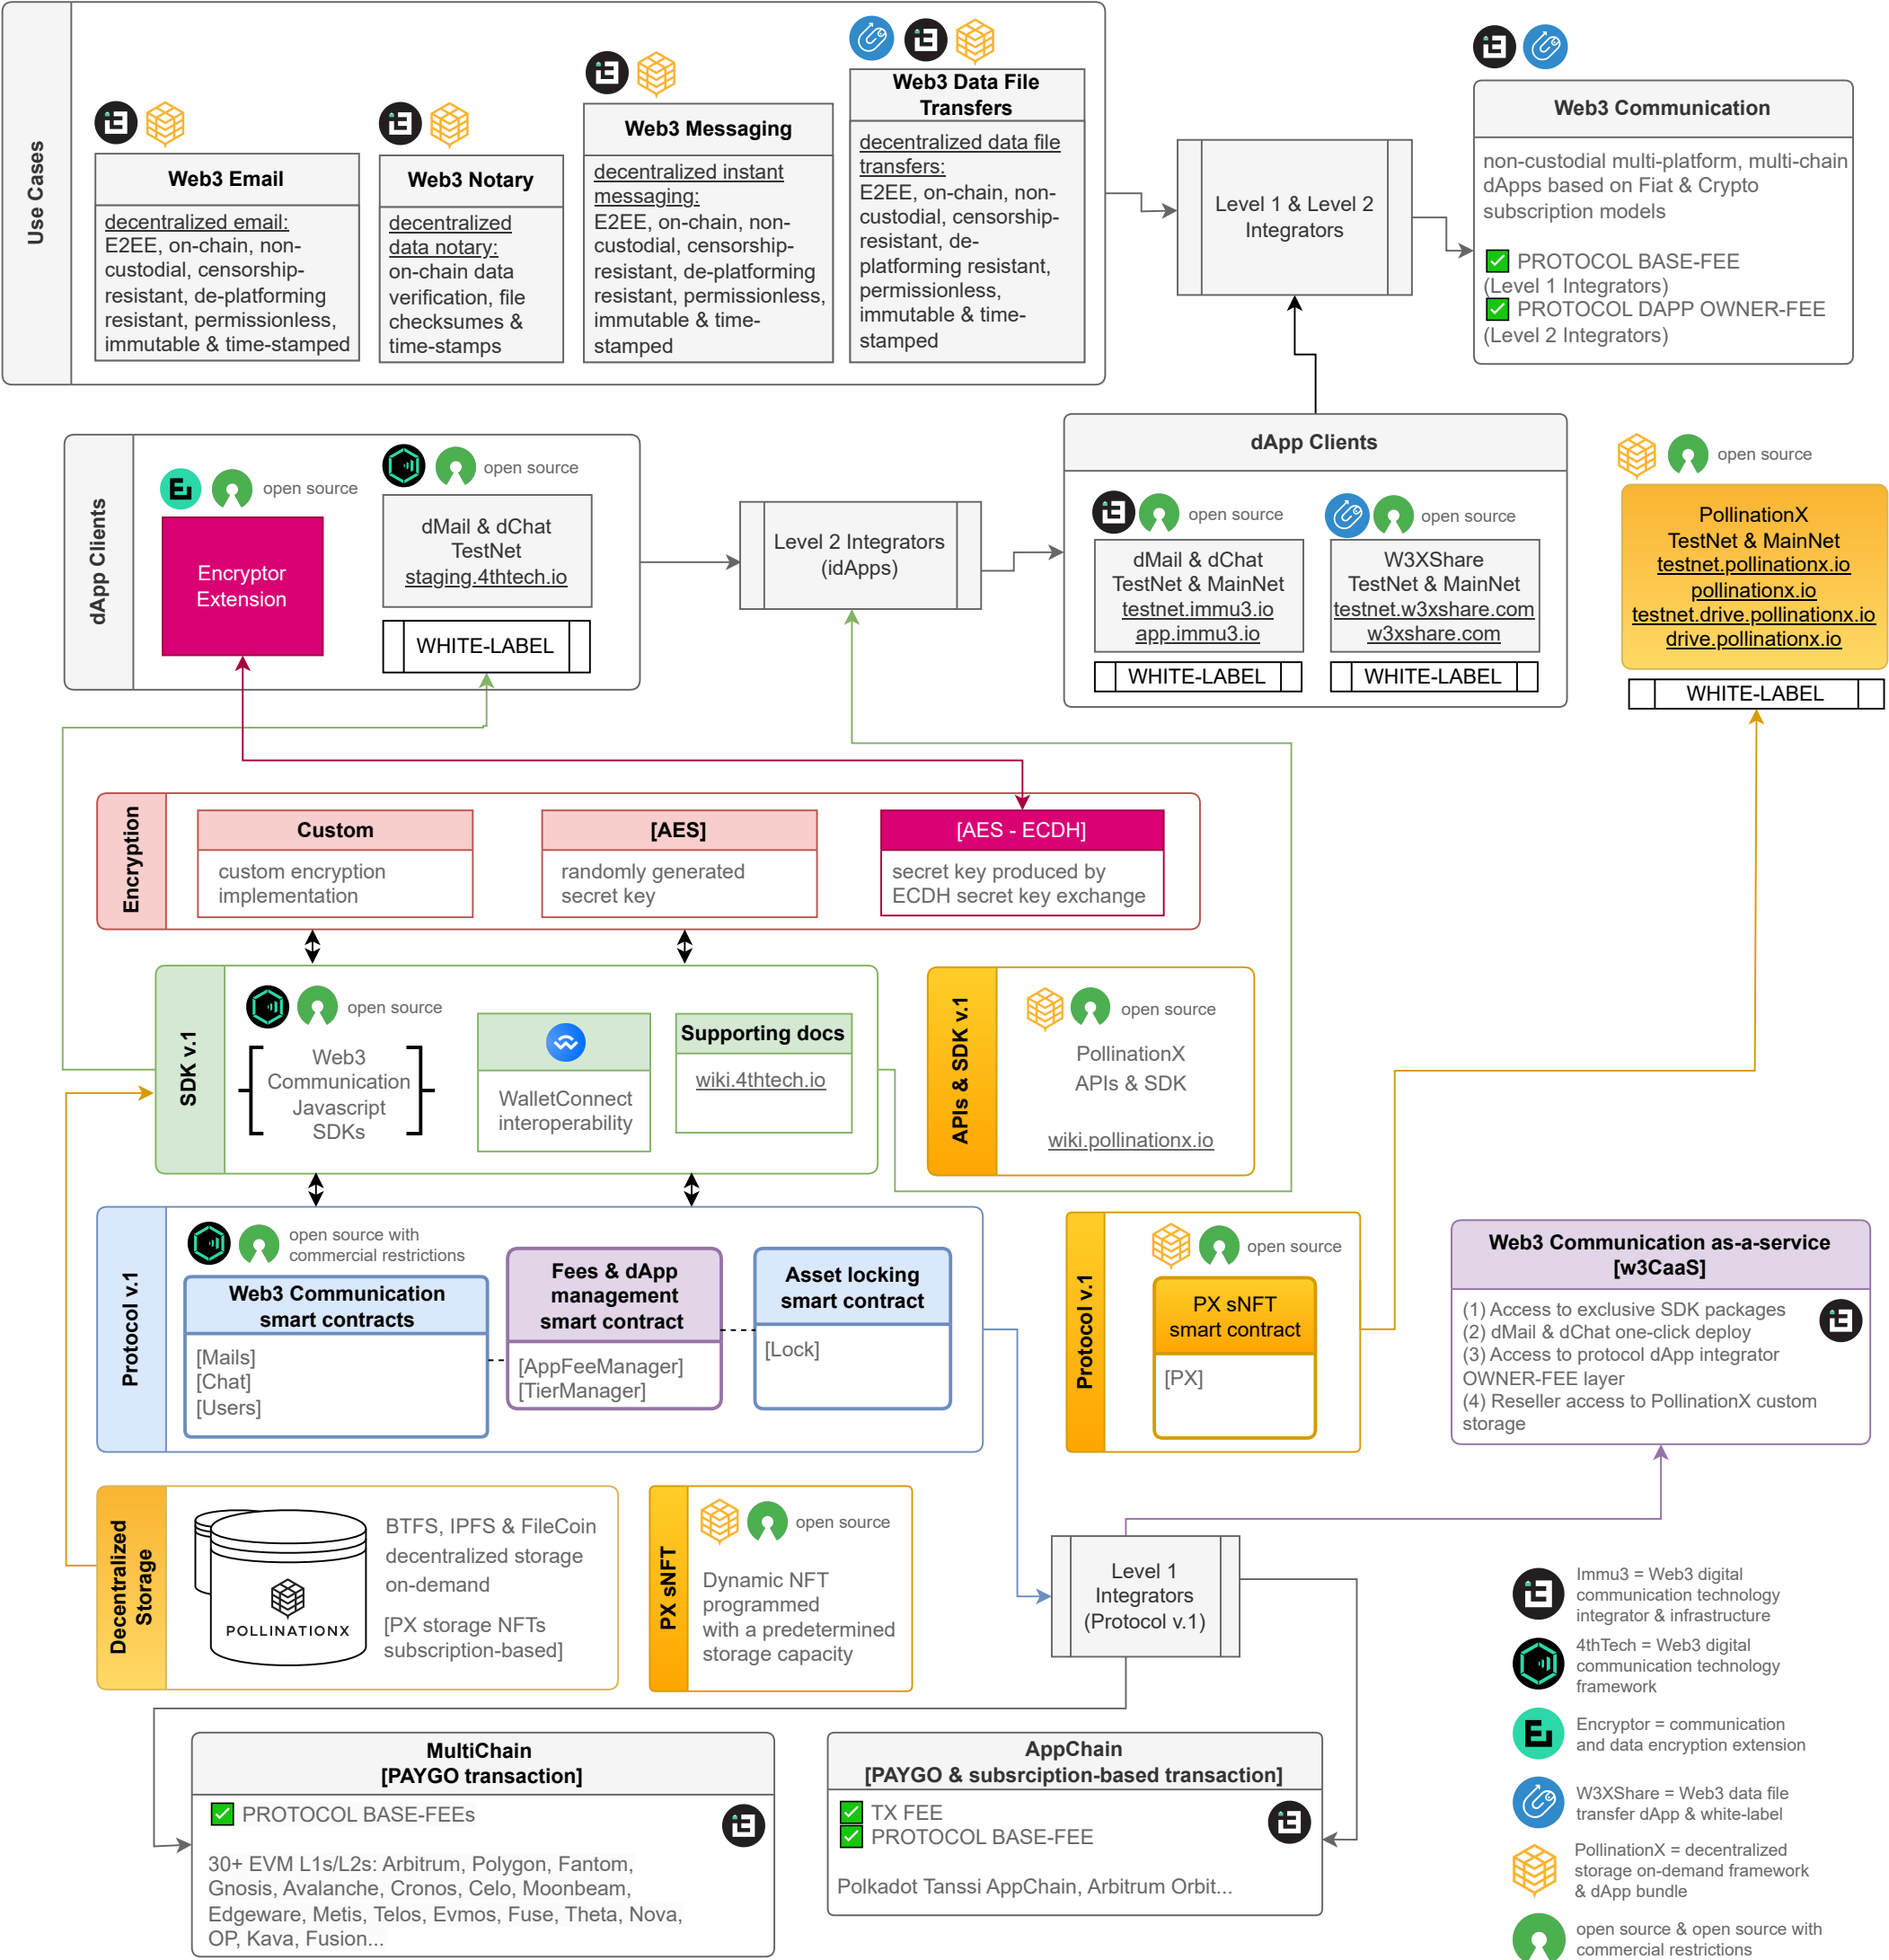 Use Cases
Web3 Email
decentralized email:
E2EE, on-chain, non-
custodial, censorship-
resistant, de-platforming
resistant, permissionless,
immutable & time-stamped
Web3 Notary
decentralized
data notary:
on-chain data
verification, file
checksumes &
time-stamps
Web3 Messaging
decentralized instant
messaging:
E2EE, on-chain, non-
custodial, censorship-
resistant, de-platforming
resistant, permissionless,
immutable & time-
stamped
Web3 Data File
Transfers
decentralized data file
transfers:
E2EE, on-chain, non-
custodial, censorship-
resistant, de-
platforming resistant,
permissionless,
immutable & time-
stamped
Level 1 & Level 2
Integrators
Web3 Communication
non-custodial multi-platform, multi-chain
dApps based on Fiat & Crypto
subscription models
PROTOCOL BASE-FEE
(Level 1 Integrators)
PROTOCOL DAPP OWNER-FEE
(Level 2 Integrators)
dApp Clients
open source
Encryptor
Extension
open source
dMail & dChat
TestNet
staging.4thtech.io
WHITE-LABEL
Level 2 Integrators
(idApps)
dApp Clients
open source
dMail & dChat
TestNet & MainNet
testnet.immu3.io
app.immu3.io
WHITE-LABEL
open source
W3XShare
TestNet & MainNet
testnet.w3xshare.com
w3xshare.com
WHITE-LABEL
open source
PollinationX
TestNet & MainNet
testnet.pollinationx.io
pollinationx.io
testnet.drive.pollinationx.io
drive.pollinationx.io
WHITE-LABEL
Encryption
Custom
custom encryption
implementation
[AES]
randomly generated
secret key
[AES - ECDH]
secret key produced by
ECDH secret key exchange
SDK v.1
open source
Web3
Communication
Javascript
SDKs
WalletConnect
interoperability
Supporting docs
wiki.4thtech.io
APIs & SDK v.1
open source
PollinationX
APIs & SDK
wiki.pollinationx.io
Protocol v.1
open source with
commercial restrictions
Web3 Communication
smart contracts
[Mails]
[Chat]
[Users]
Fees & dApp
management
smart contract
[AppFeeManager]
[TierManager]
Asset locking
smart contract
[Lock]
Protocol v.1
open source
PX sNFT
smart contract
[PX]
Web3 Communication as-a-service
[w3CaaS]
(1) Access to exclusive SDK packages
(2) dMail & dChat one-click deploy
(3) Access to protocol dApp integrator
OWNER-FEE layer
(4) Reseller access to PollinationX custom
storage
Decentralized
Storage
POLLINATIONX
BTFS, IPFS & FileCoin
decentralized storage
on-demand
[PX storage NFTs
subscription-based]
PX sNFT
open source
Dynamic NFT
programmed
with a predetermined
storage capacity
Level 1
Integrators
(Protocol v.1)
MultiChain
[PAYGO transaction]
PROTOCOL BASE-FEEs
30+ EVM L1s/L2s: Arbitrum, Polygon, Fantom,
Gnosis, Avalanche, Cronos, Celo, Moonbeam,
Edgeware, Metis, Telos, Evmos, Fuse, Theta, Nova,
OP, Kava, Fusion...
AppChain
[PAYGO & subsrciption-based transaction]
TX FEE
PROTOCOL BASE-FEE
Polkadot Tanssi AppChain, Arbitrum Orbit...
Immu3 = Web3 digital
communication technology
integrator & infrastructure
4thTech = Web3 digital
communication technology
framework
Encryptor = communication
and data encryption extension
W3XShare = Web3 data file
transfer dApp & white-label
PollinationX = decentralized
storage on-demand framework
& dApp bundle
open source & open source with
commercial restrictions